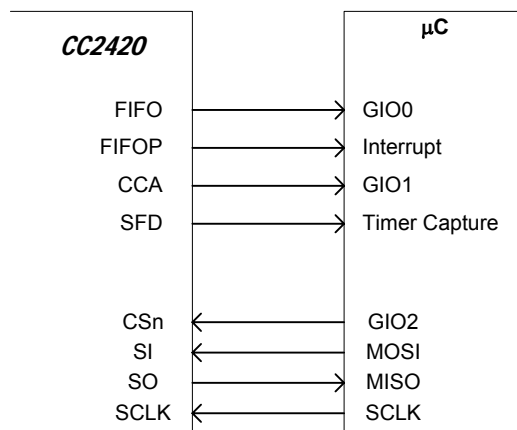 CC2420
µC
FIFO GIO0
FIFOP Interrupt
CCA GIO1
SFD Timer Capture
CSn GIO2
SI MOSI
SO MISO
SCLK SCLK